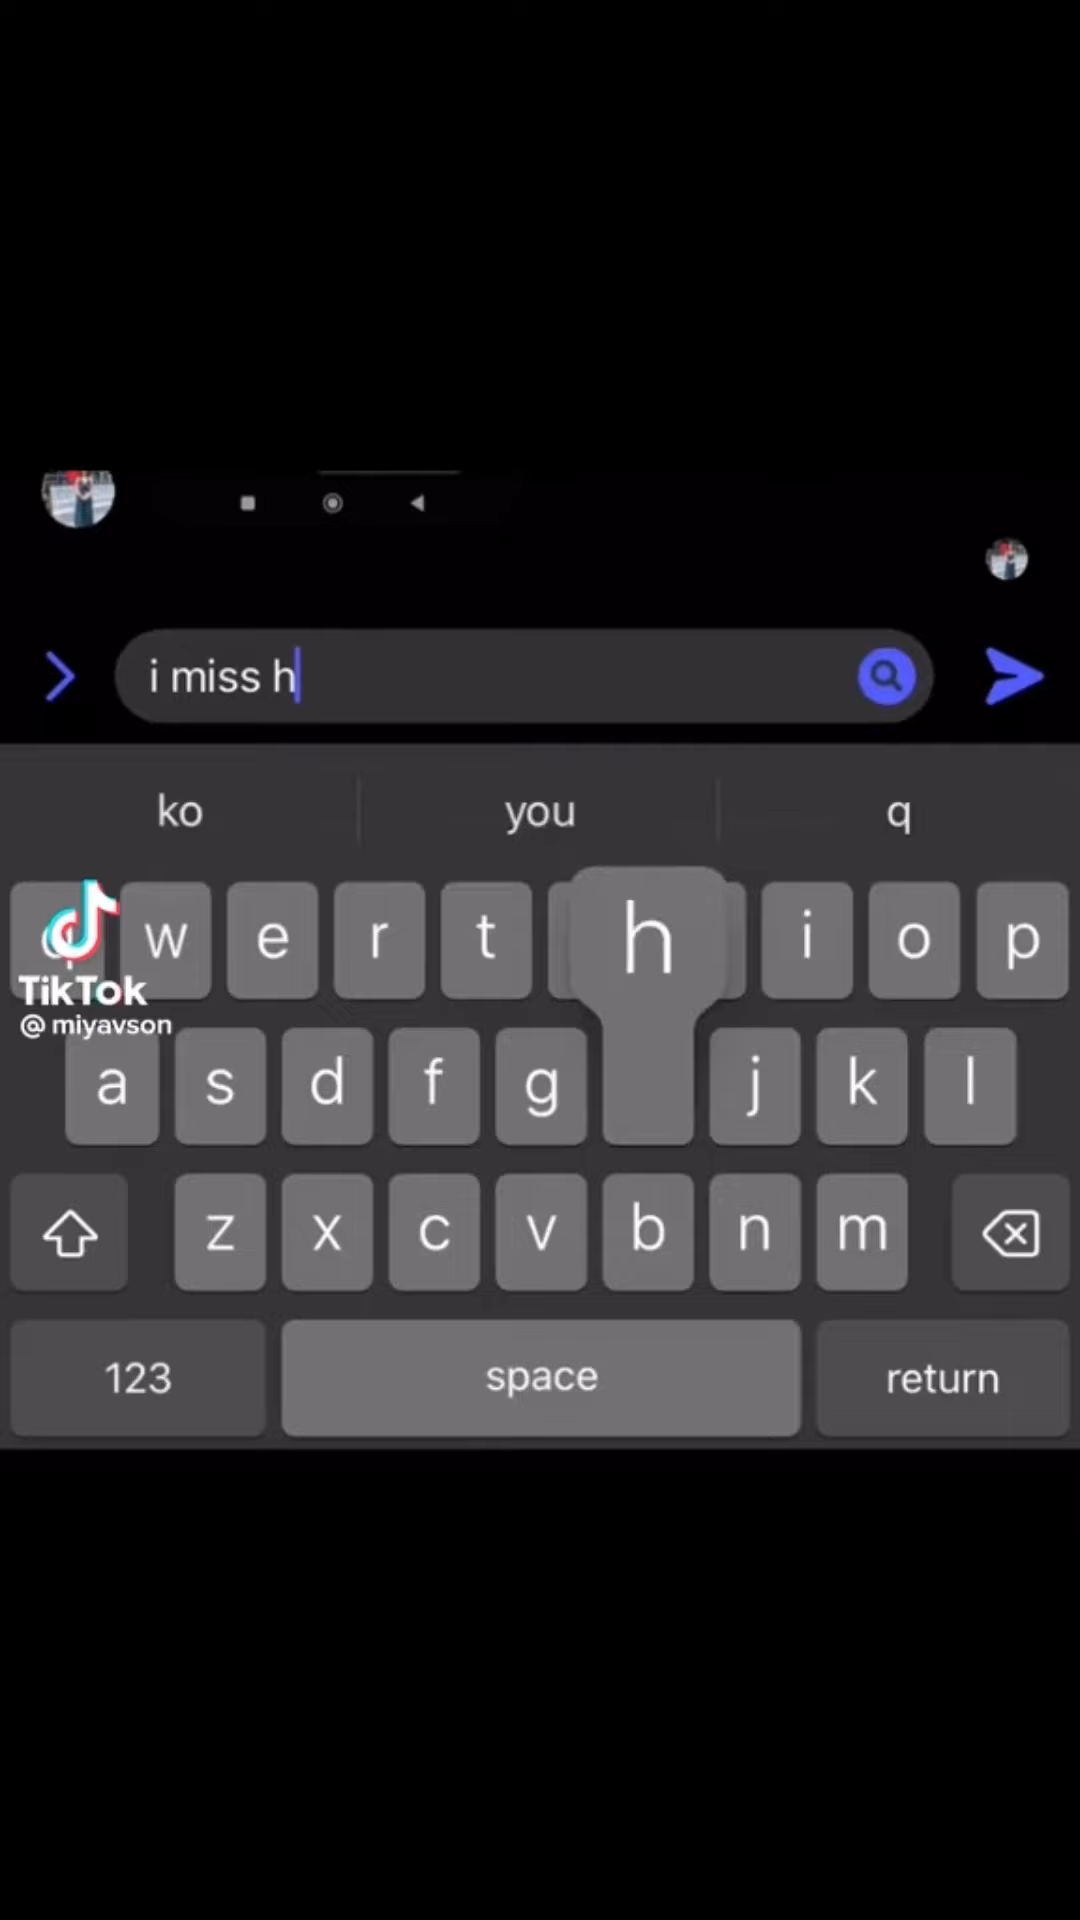 i miss h
ko you q
w e r t h i o p
TikTok
@ miyavson
a s d f g j k l
z x c v b n m
123 space return